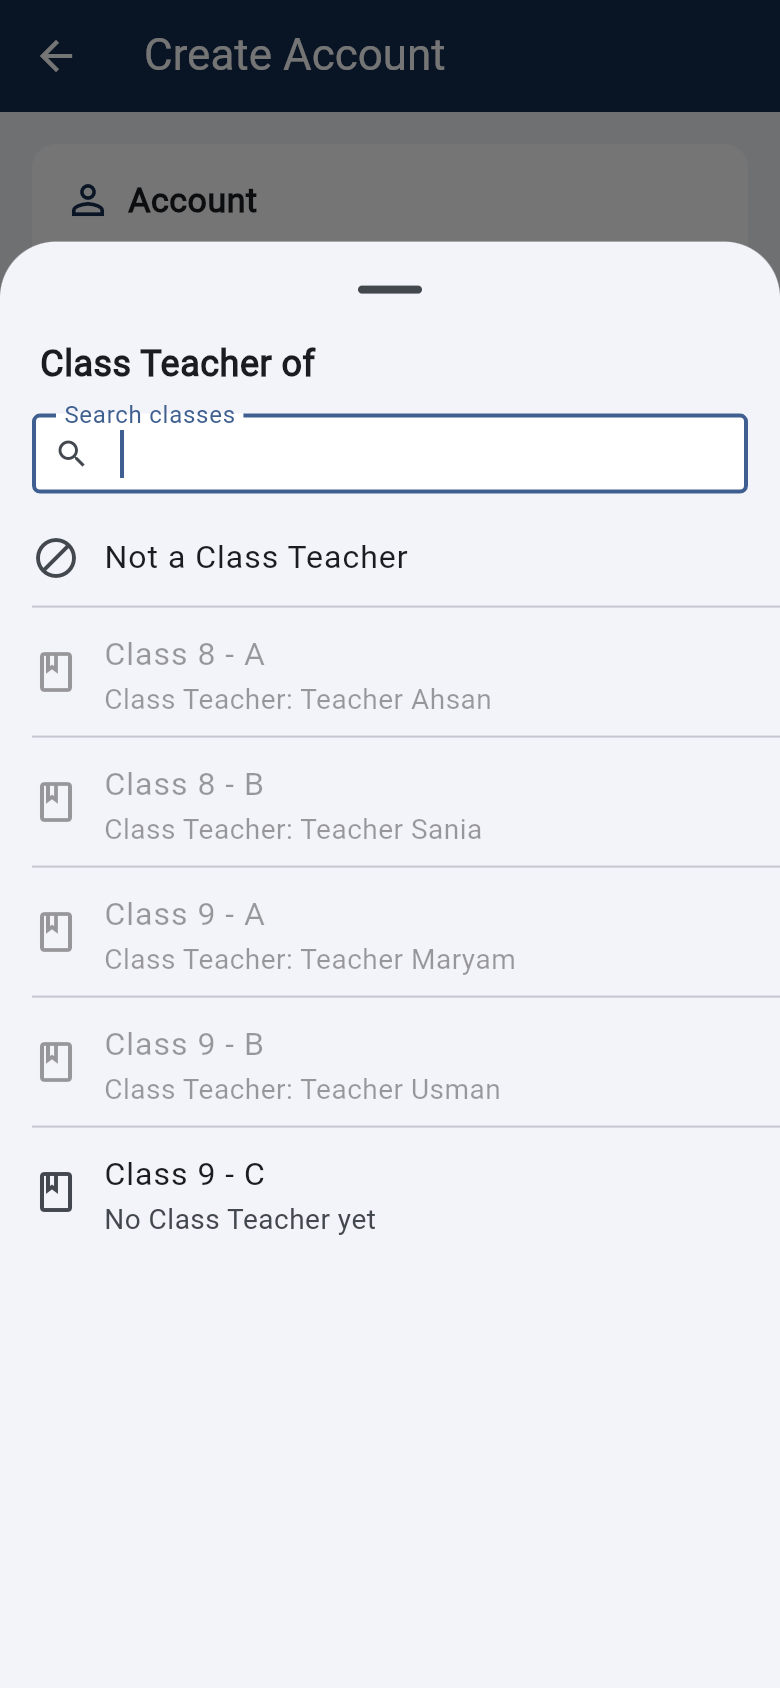 Create Account
Account
Class Teacher of
Search classes
Not a Class Teacher
Class 8 - A
Class Teacher: Teacher Ahsan
Class 8 - B
Class Teacher: Teacher Sania
Class 9 - A
Class Teacher: Teacher Maryam
Class 9 - B
Class Teacher: Teacher Usman
Class 9 - C
No Class Teacher yet